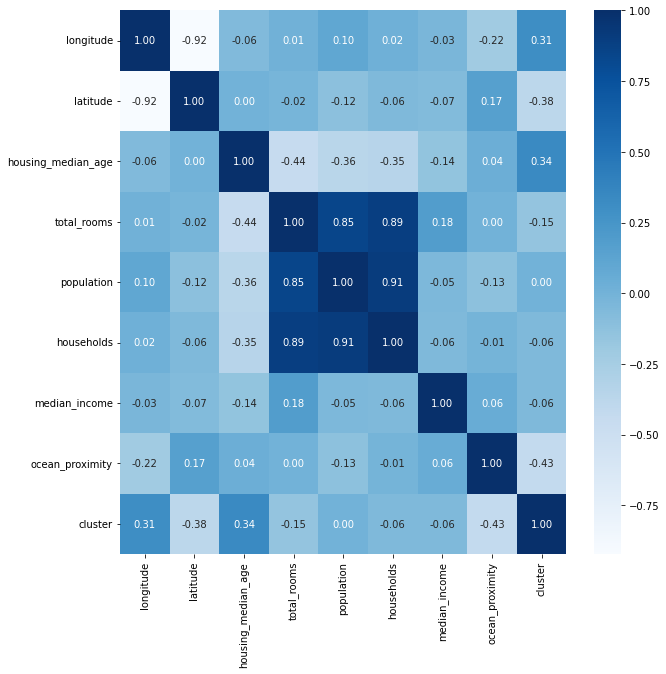 longitude 1.00 -0.92 -0.06 0.01 0.10 0.02 -0.03 -0.22 0.31
latitude -0.92 1.00 0.00 -0.02 -0.12 -0.06 -0.07 0.17 -0.38
housing_median_age -0.06 0.00 1.00 -0.44 -0.36 -0.35 -0.14 0.04 0.34
total_rooms 0.01 -0.02 -0.44 1.00 0.85 0.89 0.18 0.00 -0.15
population 0.10 -0.12 -0.36 0.85 1.00 0.91 -0.05 -0.13 0.00
households 0.02 -0.06 -0.35 0.89 0.91 1.00 -0.06 -0.01 -0.06
median_income -0.03 -0.07 -0.14 0.18 -0.05 -0.06 1.00 0.06 -0.06
ocean_proximity -0.22 0.17 0.04 0.00 -0.13 -0.01 0.06 1.00 -0.43
cluster 0.31 -0.38 0.34 -0.15 0.00 -0.06 -0.06 -0.43 1.00
longitude
latitude
housing_median_age
total_rooms
population
households
median_income
ocean_proximity
cluster
1.00
0.75
0.50
0.25
0.00
−0.25
−0.50
−0.75